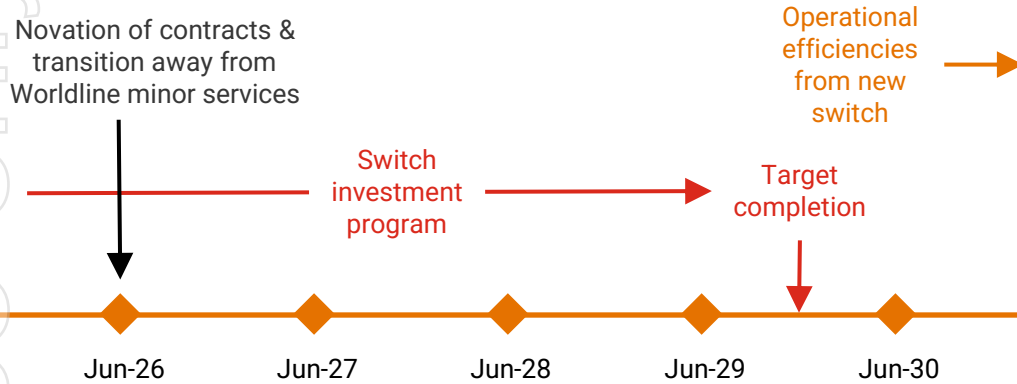 Novation of contracts &
transition away from
Worldline minor services
Operational
efficiencies
from new
switch
Switch
investment
program
Target
completion
Jun-26
Jun-27
Jun-28
Jun-29
Jun-30